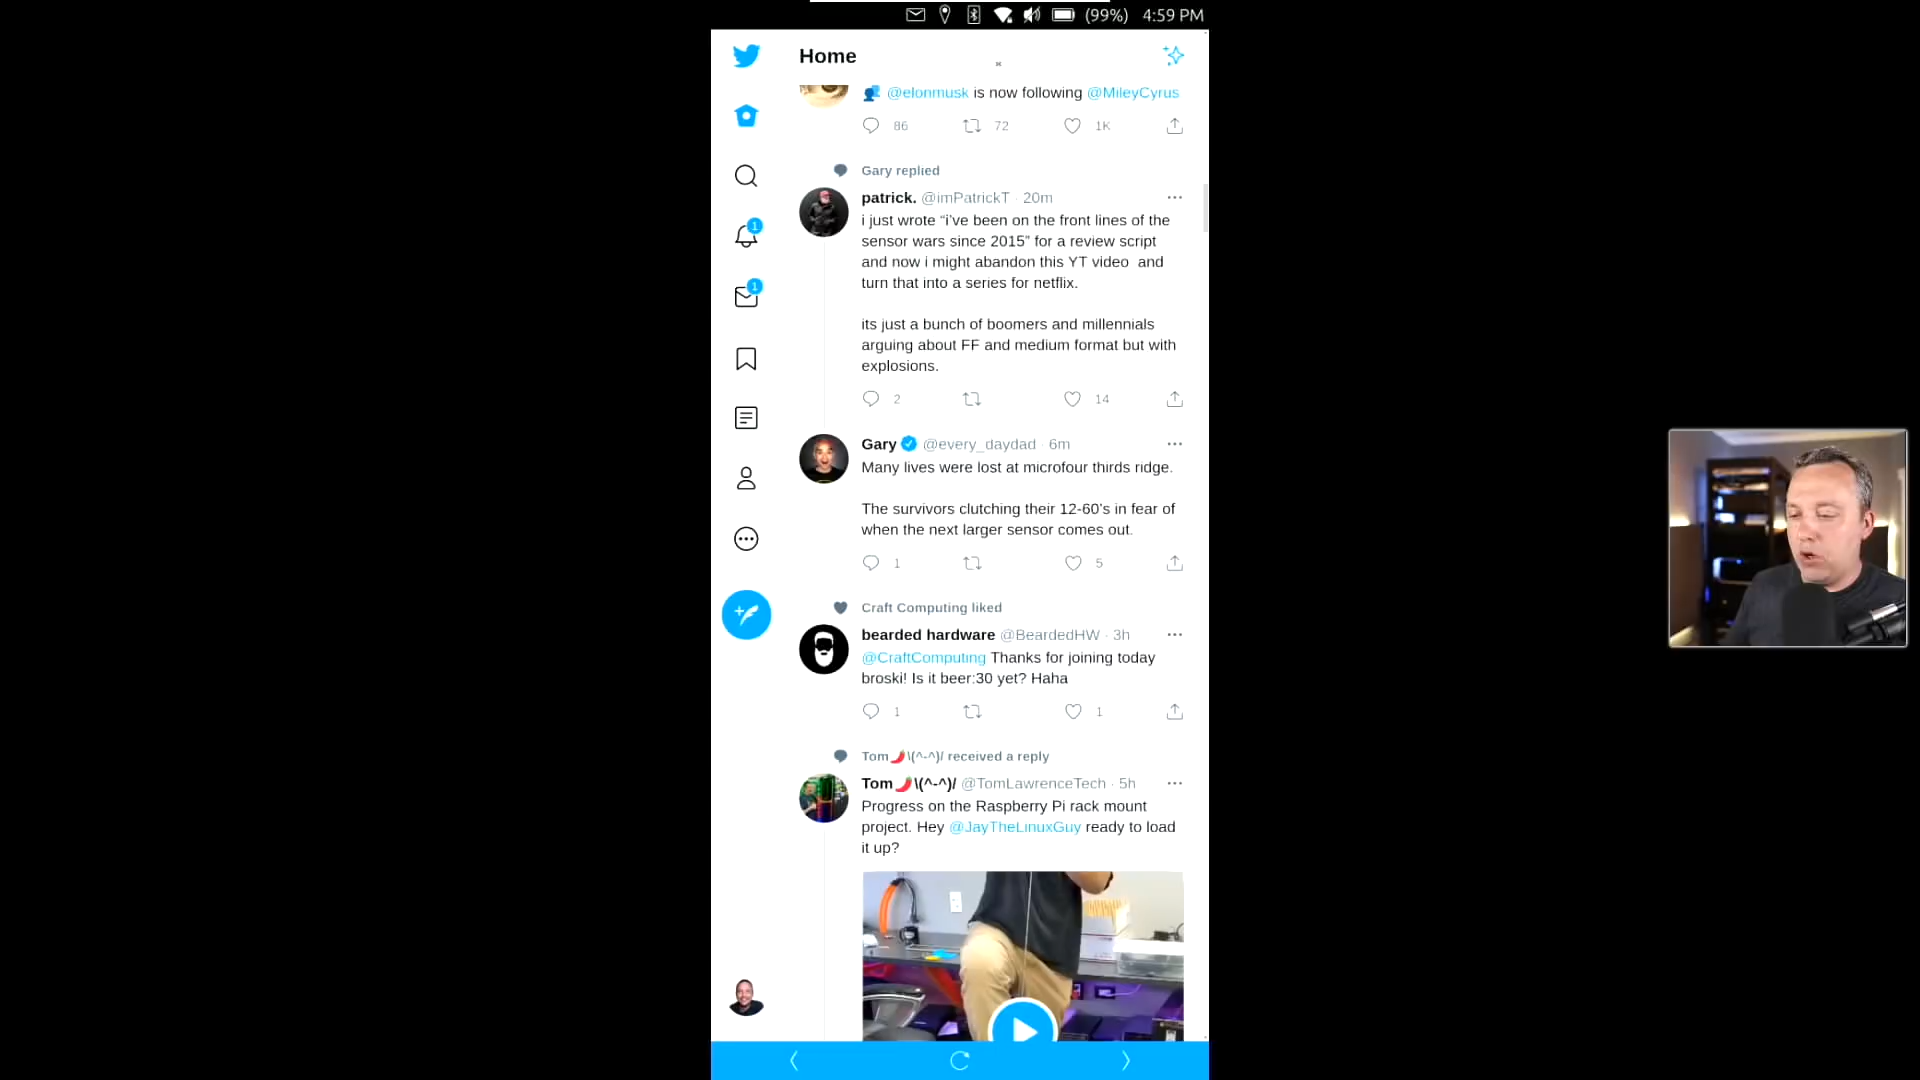 (99%) 4:59 PM
Home
@elonmusk is now following @MileyCyrus
86 72 1K
Gary replied
patrick. @imPatrickT · 20m
i just wrote “i've been on the front lines of the
sensor wars since 2015” for a review script
and now i might abandon this YT video and
turn that into a series for netflix.
its just a bunch of boomers and millennials
arguing about FF and medium format but with
explosions.
2 14
1
1
Gary @every_daydad · 6m
Many lives were lost at microfour thirds ridge.
The survivors clutching their 12-60's in fear of
when the next larger sensor comes out.
1 5
Craft Computing liked
bearded hardware @BeardedHW · 3h
@CraftComputing Thanks for joining today
broski! Is it beer:30 yet? Haha
1 1
Tom🌶️\(^-^)/ received a reply
Tom🌶️\(^-^)/ @TomLawrenceTech · 5h
Progress on the Raspberry Pi rack mount
project. Hey @JayTheLinuxGuy ready to load
it up?